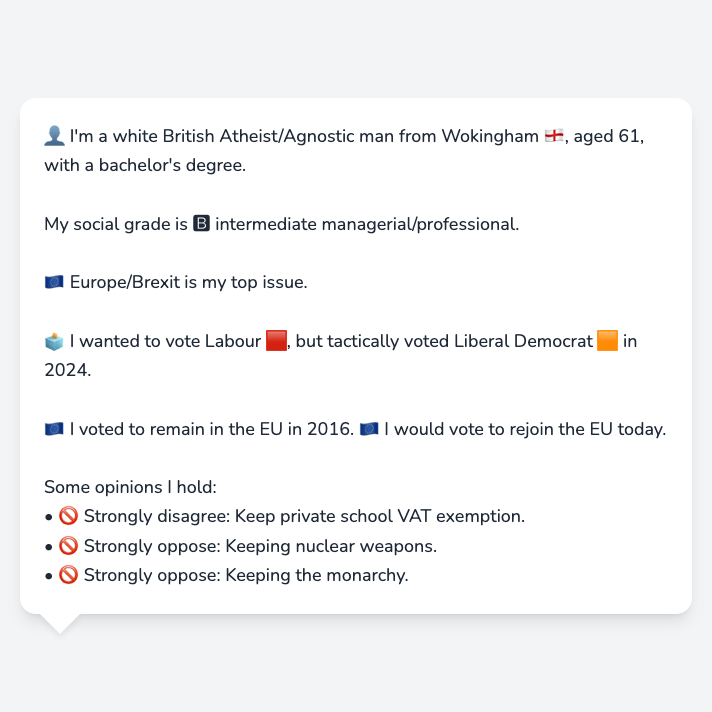 👤 I'm a white British Atheist/Agnostic man from Wokingham 🏴󠁧󠁢󠁥󠁮󠁧󠁿, aged 61,
with a bachelor's degree.
My social grade is 🅱 intermediate managerial/professional.
🇪🇺 Europe/Brexit is my top issue.
🗳️ I wanted to vote Labour 🟥, but tactically voted Liberal Democrat 🟧 in
2024.
🇪🇺 I voted to remain in the EU in 2016. 🇪🇺 I would vote to rejoin the EU today.
Some opinions I hold:
• 🚫 Strongly disagree: Keep private school VAT exemption.
• 🚫 Strongly oppose: Keeping nuclear weapons.
• 🚫 Strongly oppose: Keeping the monarchy.